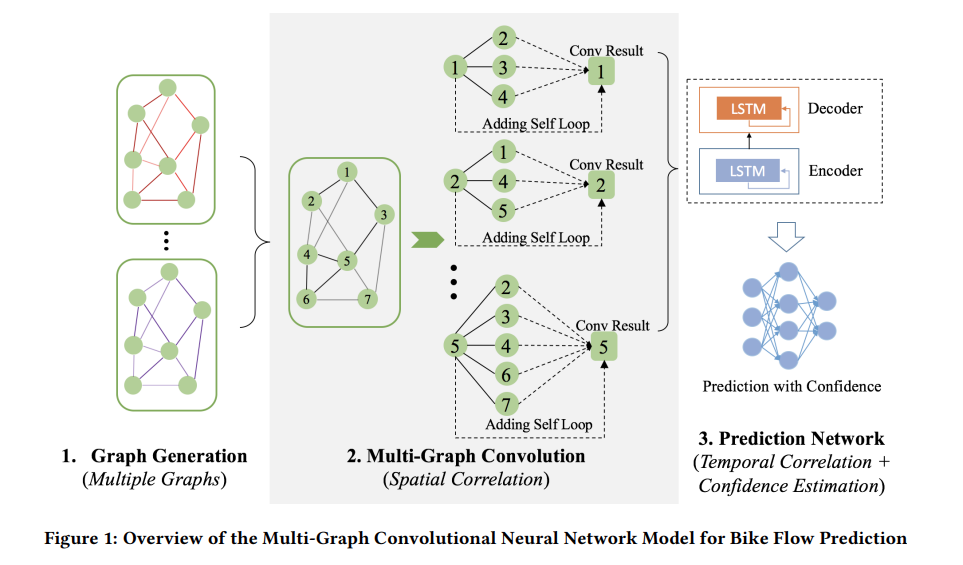 2
Conv Result
1
3
1
4
Adding Self Loop
1
Conv Result
2
4
2
5
Adding Self Loop
1
2
3
4
5
6
7
2
3
Conv Result
5
4
5
6
7
Adding Self Loop
LSTM
Decoder
LSTM
Encoder
Prediction with Confidence
1. Graph Generation
(Multiple Graphs)
2. Multi-Graph Convolution
(Spatial Correlation)
3. Prediction Network
(Temporal Correlation +
Confidence Estimation)
Figure 1: Overview of the Multi-Graph Convolutional Neural Network Model for Bike Flow Prediction